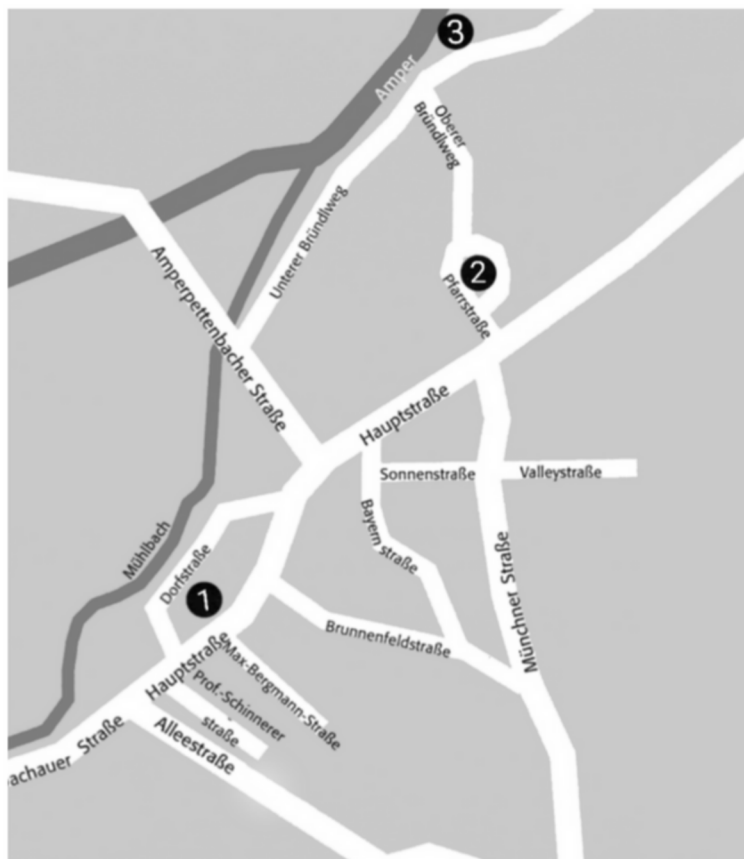 3
Amper
Oberer
Bründlweg
Unterer Bründlweg
Amperpettenbacher Straße
2
Pfarrstraße
Hauptstraße
Sonnenstraße
Valleystraße
Bayern straße
Mühlbach
Dorfstraße
1
Münchner Straße
Brunnenfeldstraße
Hauptstraße
Max-Bergmann-Straße
Prof.-Schinnerer
straße
Alleestraße
achauer Straße